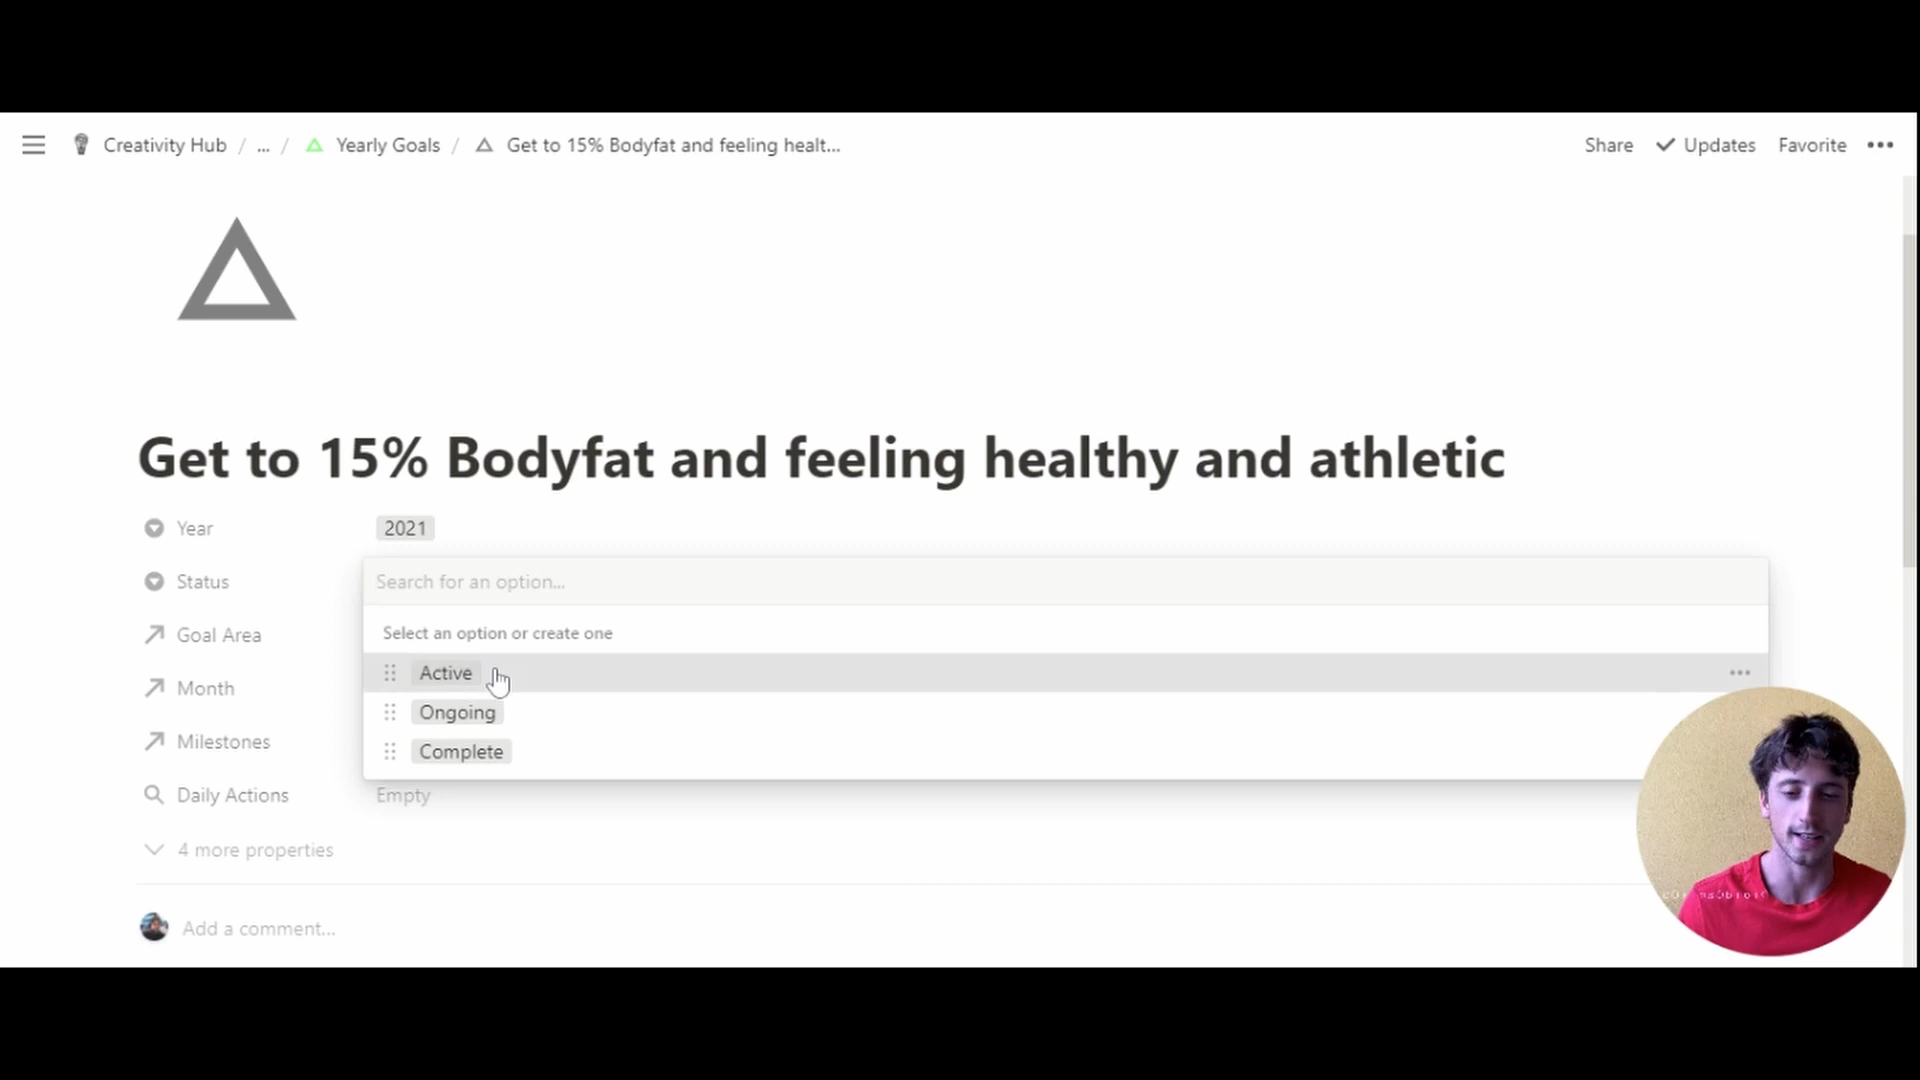 Creativity Hub / ... / Yearly Goals / Get to 15% Bodyfat and feeling healt...
Share Updates Favorite
Get to 15% Bodyfat and feeling healthy and athletic
Year 2021
Status Search for an option...
Select an option or create one
Goal Area
Active
Month
Ongoing
Milestones
Complete
Daily Actions Empty
4 more properties
Add a comment...